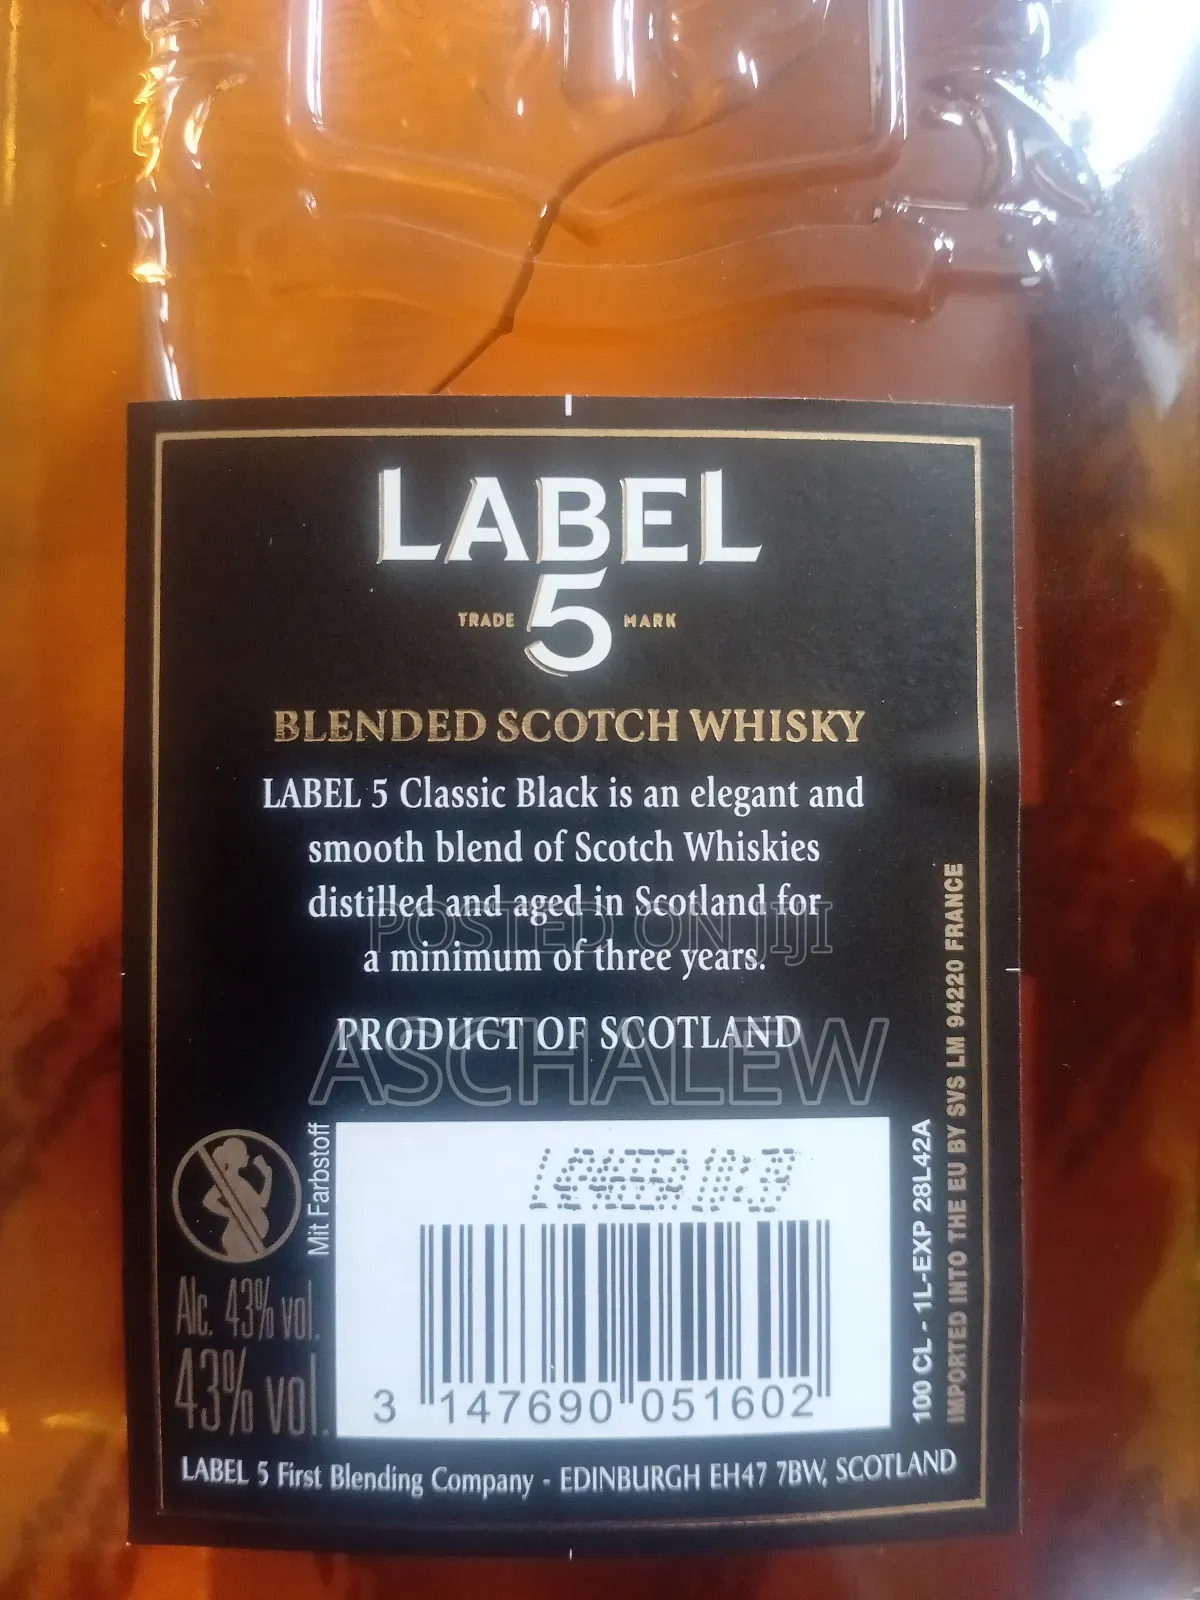 LABEL
5
TRADE MARK
BLENDED SCOTCH WHISKY
LABEL 5 Classic Black is an elegant and
smooth blend of Scotch Whiskies
distilled and aged in Scotland for
a minimum of three years.
POSTED ON JIJI
PRODUCT OF SCOTLAND
ASCHALEW
Mit Farbstoff
Alc. 43% vol.
43% vol.
3 147690 051602
100 CL - 1L-EXP 28L42A
IMPORTED INTO THE EU BY SVS LM 94220 FRANCE
LABEL 5 First Blending Company - EDINBURGH EH47 7BW, SCOTLAND